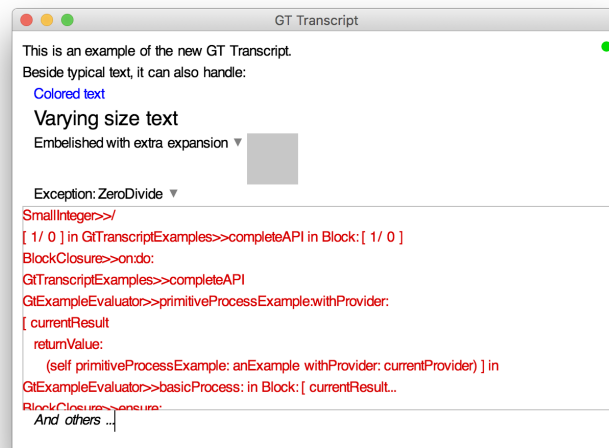 GT Transcript
This is an example of the new GT Transcript.
Beside typical text, it can also handle:
Colored text
Varying size text
Embelished with extra expansion ▼
Exception: ZeroDivide ▼
SmallInteger>>/
[ 1/ 0 ] in GtTranscriptExamples>>completeAPI in Block: [ 1/ 0 ]
BlockClosure>>on:do:
GtTranscriptExamples>>completeAPI
GtExampleEvaluator>>primitiveProcessExample:withProvider:
[ currentResult
returnValue:
(self primitiveProcessExample: anExample withProvider: currentProvider) ] in
GtExampleEvaluator>>basicProcess: in Block: [ currentResult...
BlockClosure>>ensure:
And others ...